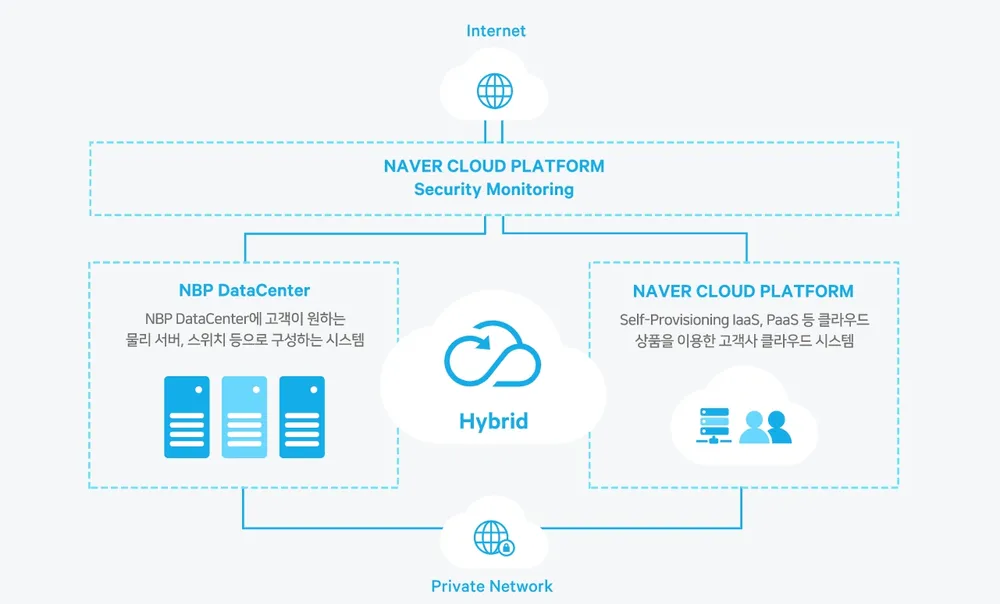 Internet
NAVER CLOUD PLATFORM
Security Monitoring
NBP DataCenter
NBP DataCenter에 고객이 원하는
물리 서버, 스위치 등으로 구성하는 시스템
Hybrid
NAVER CLOUD PLATFORM
Self-Provisioning IaaS, PaaS 등 클라우드
상품을 이용한 고객사 클라우드 시스템
Private Network